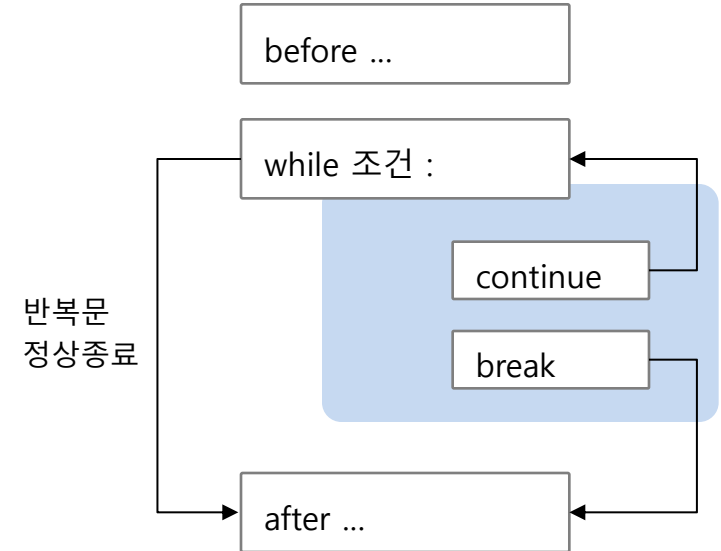 before ...
while 조건 :
continue
반복문
정상종료
break
after ...